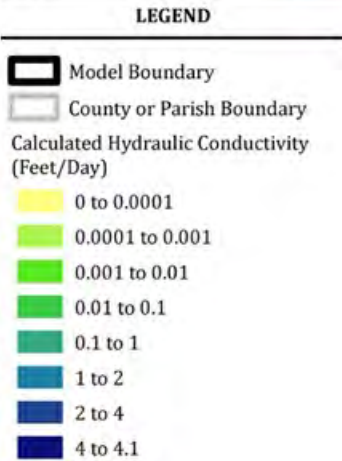 LEGEND
Model Boundary
County or Parish Boundary
Calculated Hydraulic Conductivity
(Feet/Day)
0 to 0.0001
0.0001 to 0.001
0.001 to 0.01
0.01 to 0.1
0.1 to 1
1 to 2
2 to 4
4 to 4.1